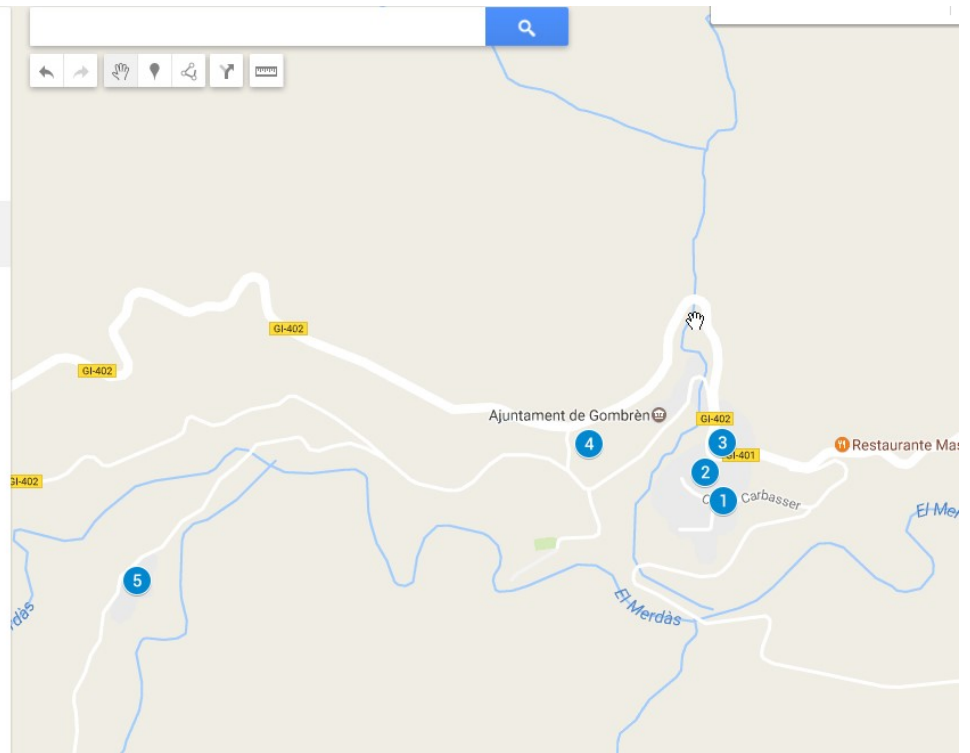 GI-402
GI-402
Ajuntament de Gombrèn
GI-402
4
3
GI-401
Restaurante Mas
2
GI-402
1
Carbasser
El Mer
5
El Merdàs
rdàs